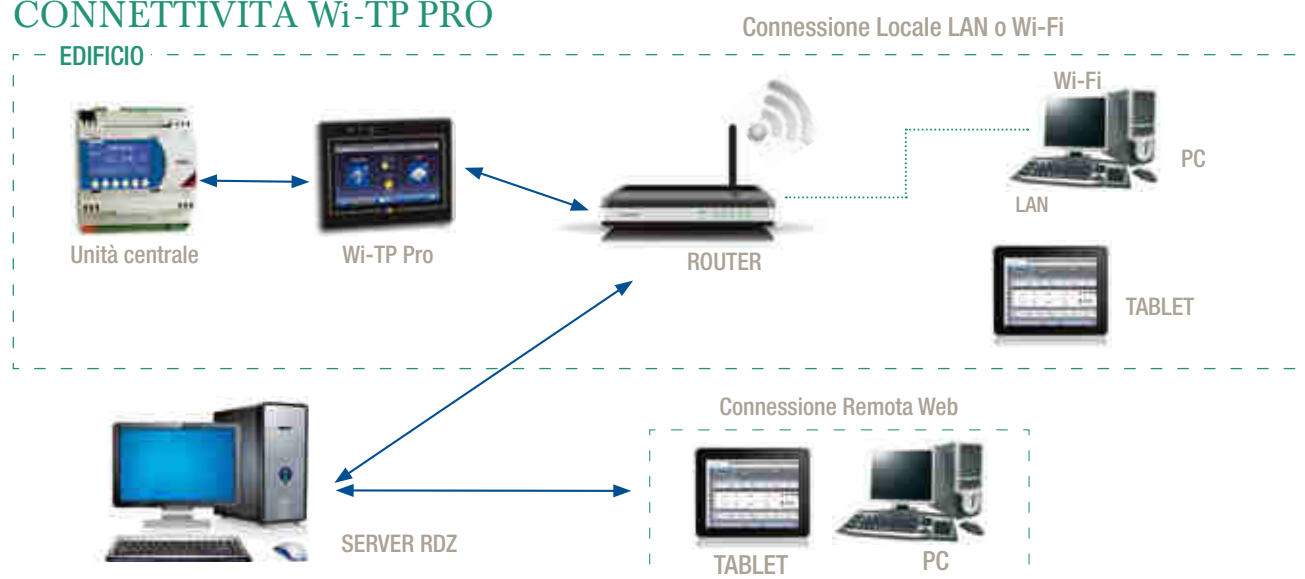 CONNETTIVITÀ Wi-TP PRO
Connessione Locale LAN o Wi-Fi
EDIFICIO
Wi-Fi
PC
LAN
Unità centrale
Wi-TP Pro
ROUTER
TABLET
Connessione Remota Web
SERVER RDZ
TABLET
PC